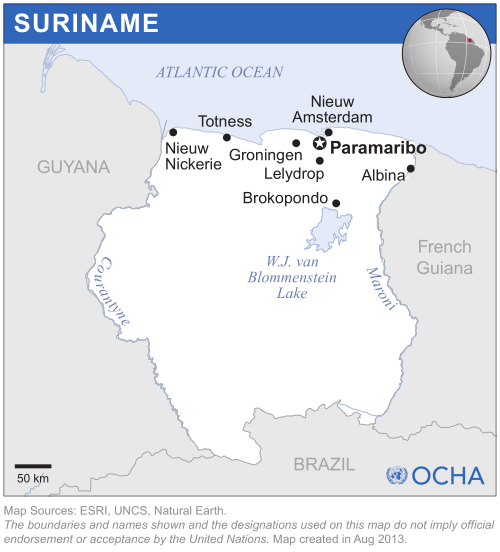 SURINAME
ATLANTIC OCEAN
Nieuw
Amsterdam
Totness
Nieuw
Nickerie
Groningen
Paramaribo
Lelydrop
Albina
Brokopondo
GUYANA
French
Guiana
W.J. van
Blommenstein
Lake
Courantyne
Maroni
BRAZIL
50 km
OCHA
Map Sources: ESRI, UNCS, Natural Earth.
The boundaries and names shown and the designations used on this map do not imply official
endorsement or acceptance by the United Nations. Map created in Aug 2013.